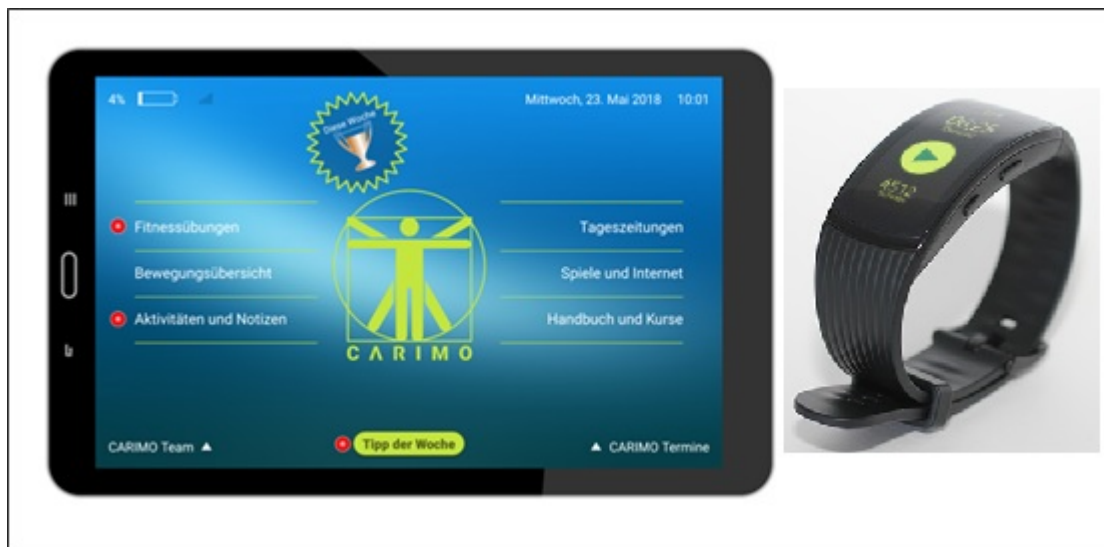 4%
Mittwoch, 23. Mai 2018 10:01
Diese Woche
Fitnessübungen
Bewegungsübersicht
Aktivitäten und Notizen
Tageszeitungen
Spiele und Internet
Handbuch und Kurse
CARIMO
CARIMO Team
Tipp der Woche
CARIMO Termine
4512